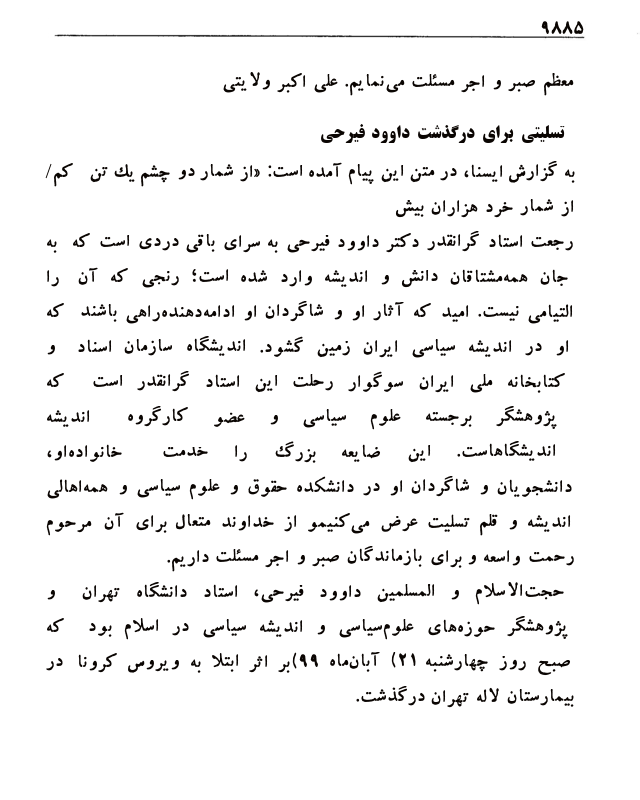 ۹۸۸۵
معظم صبر و اجر مسئلت می‌نمایم. علی اکبر ولایتی
تسلیتی برای درگذشت داوود فیرحی
به گزارش ایسنا، در متن این پیام آمده است: «از شمار دو چشم یك تن کم/
از شمار خرد هزاران بیش
رجعت استاد گرانقدر دکتر داوود فیرحی به سرای باقی دردی است که به
جان همه‌مشتاقان دانش و اندیشه وارد شده است؛ رنجی که آن را
التیامی نیست. امید که آثار او و شاگردان او ادامه‌دهنده‌راهی باشند که
او در اندیشه سیاسی ایران زمین گشود. اندیشگاه سازمان اسناد و
کتابخانه ملی ایران سوگوار رحلت این استاد گرانقدر است که
پژوهشگر برجسته علوم سیاسی و عضو کارگروه اندیشه
اندیشگاهاست. این ضایعه بزرگ را خدمت خانواده‌او،
دانشجویان و شاگردان او در دانشکده حقوق و علوم سیاسی و همه‌اهالی
اندیشه و قلم تسلیت عرض می‌کنیمو از خداوند متعال برای آن مرحوم
رحمت واسعه و برای بازماندگان صبر و اجر مسئلت داریم.
حجت‌الاسلام و المسلمین داوود فیرحی، استاد دانشگاه تهران و
پژوهشگر حوزه‌های علوم‌سیاسی و اندیشه سیاسی در اسلام بود که
صبح روز چهارشنبه ۲۱) آبان‌ماه ۹۹)بر اثر ابتلا به ویروس کرونا در
بیمارستان لاله تهران درگذشت.